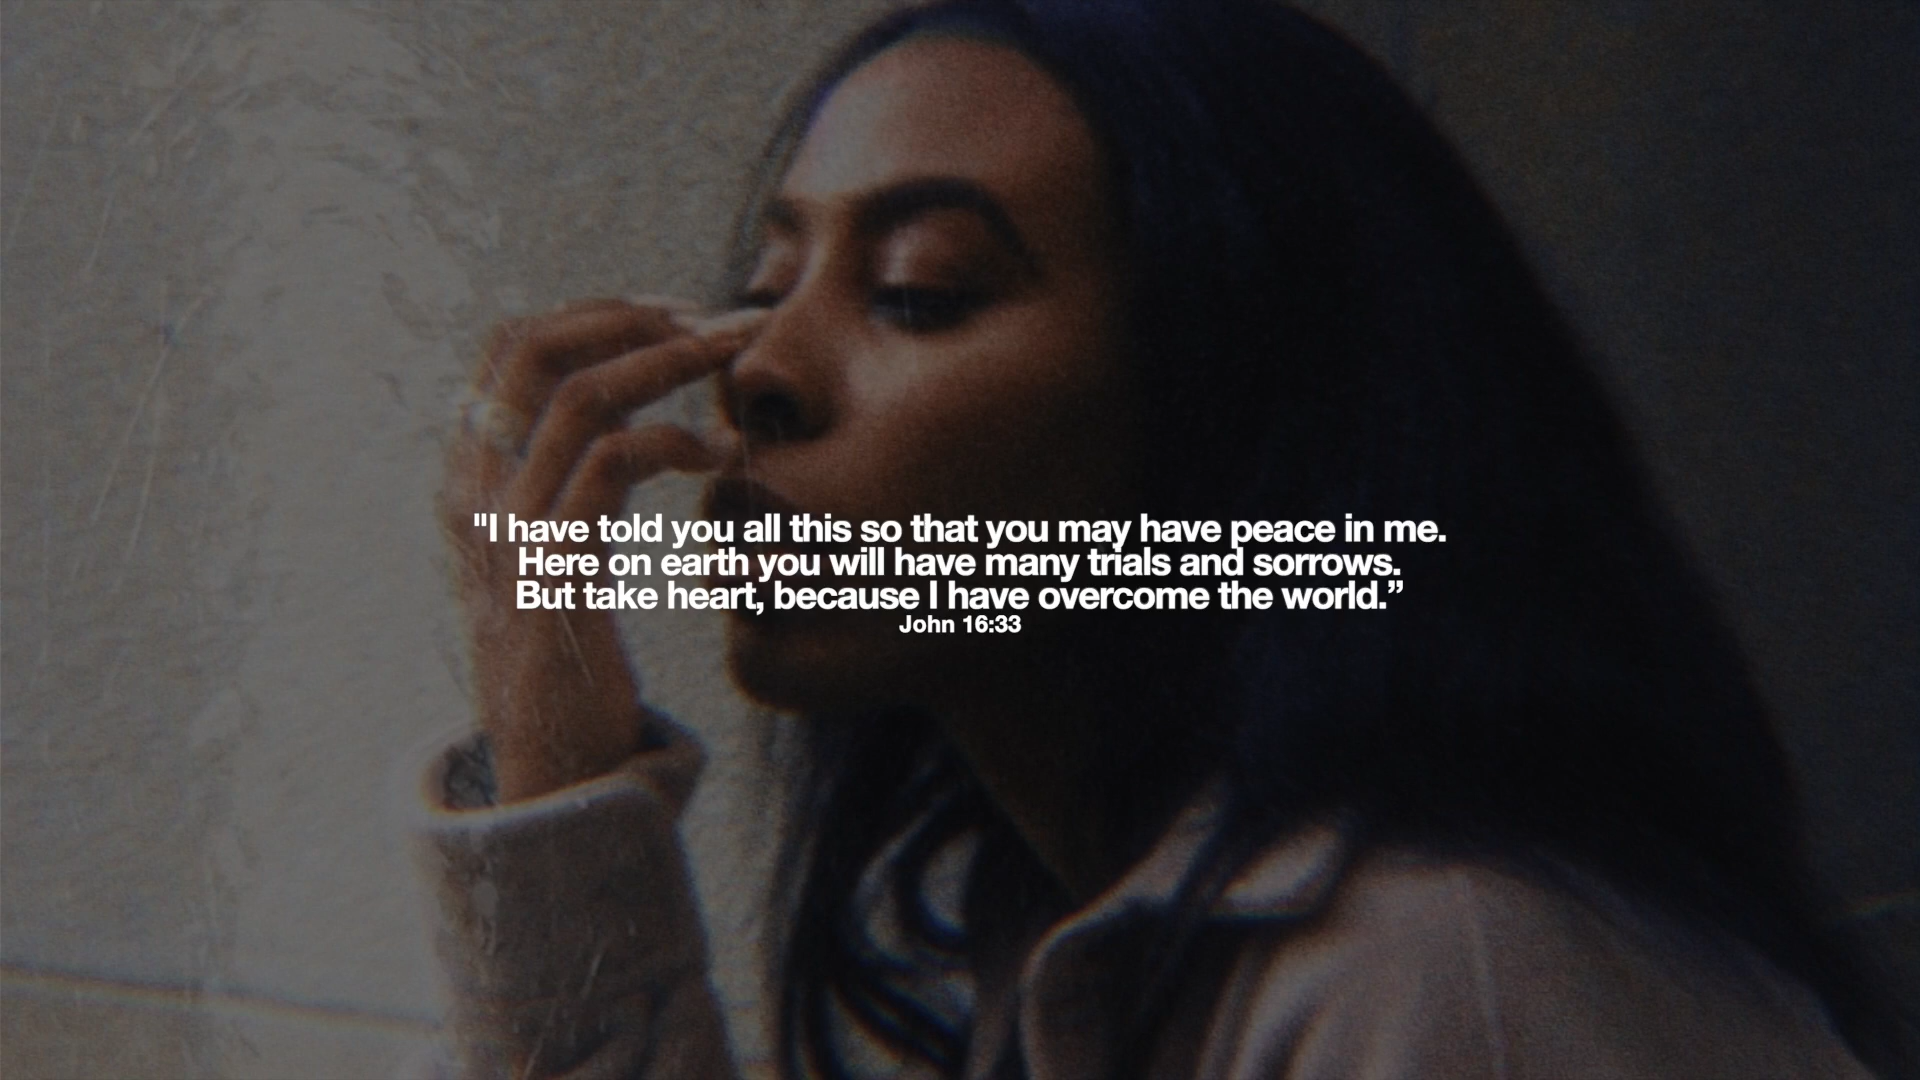 "I have told you all this so that you may have peace in me.
Here on earth you will have many trials and sorrows.
But take heart, because I have overcome the world.”
John 16:33